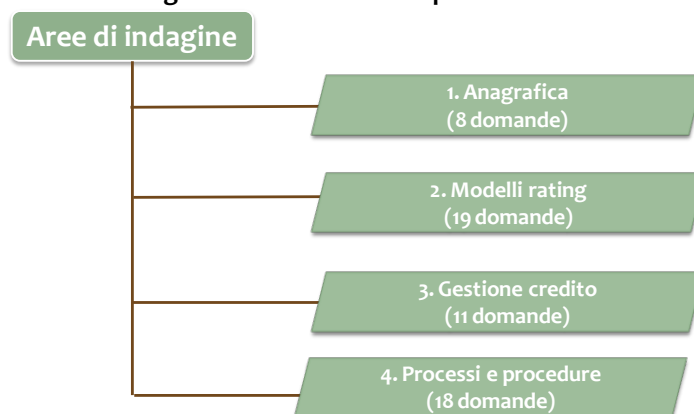 Aree di indagine
1. Anagrafica
(8 domande)
2. Modelli rating
(19 domande)
3. Gestione credito
(11 domande)
4. Processi e procedure
(18 domande)